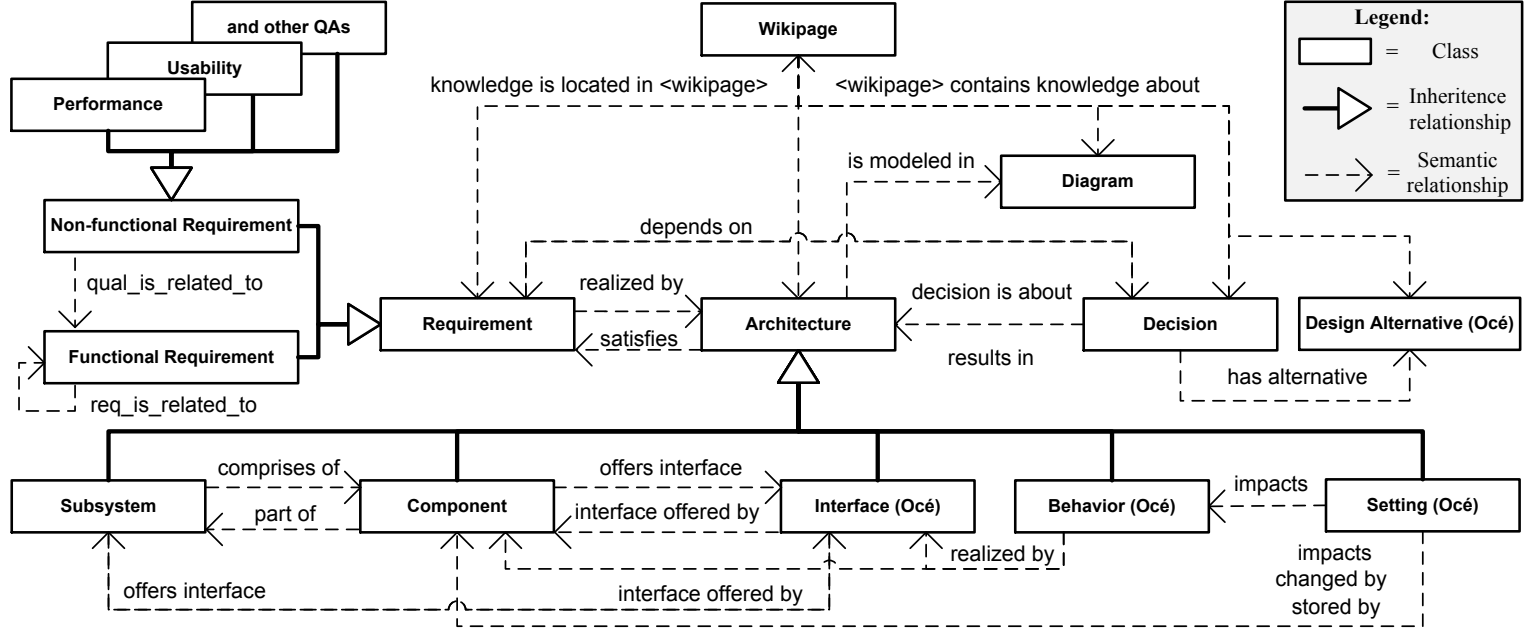 and other QAs
Usability
Performance
Wikipage
Legend:
= Class
= Inheritence
relationship
= Semantic
relationship
knowledge is located in <wikipage>
<wikipage> contains knowledge about
is modeled in
Diagram
Non-functional Requirement
depends on
qual_is_related_to
realized by
decision is about
Requirement
Architecture
Decision
Design Alternative (Océ)
Functional Requirement
satisfies
results in
has alternative
req_is_related_to
comprises of
offers interface
Subsystem
Component
Interface (Océ)
Behavior (Océ)
impacts
Setting (Océ)
part of
interface offered by
realized by
impacts
changed by
stored by
offers interface
interface offered by